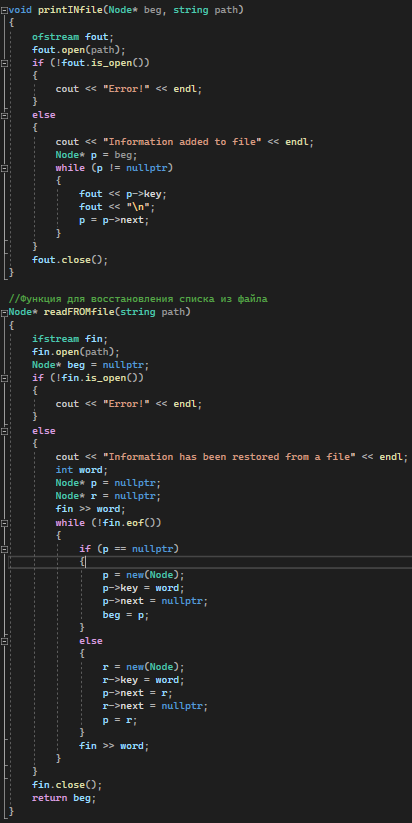 void printINfile(Node* beg, string path)
{
    ofstream fout;
    fout.open(path);
    if (!fout.is_open())
    {
        cout << "Error!" << endl;
    }
    else
    {
        cout << "Information added to file" << endl;
        Node* p = beg;
        while (p != nullptr)
        {
            fout << p->key;
            fout << "\n";
            p = p->next;
        }
    }
    fout.close();
}
//Функция для восстановления списка из файла
Node* readFROMfile(string path)
{
    ifstream fin;
    fin.open(path);
    Node* beg = nullptr;
    if (!fin.is_open())
    {
        cout << "Error!" << endl;
    }
    else
    {
        cout << "Information has been restored from a file" << endl;
        int word;
        Node* p = nullptr;
        Node* r = nullptr;
        fin >> word;
        while (!fin.eof())
        {
            if (p == nullptr)
            {
                p = new(Node);
                p->key = word;
                p->next = nullptr;
                beg = p;
            }
            else
            {
                r = new(Node);
                r->key = word;
                p->next = r;
                r->next = nullptr;
                p = r;
            }
            fin >> word;
        }
    }
    fin.close();
    return beg;
}